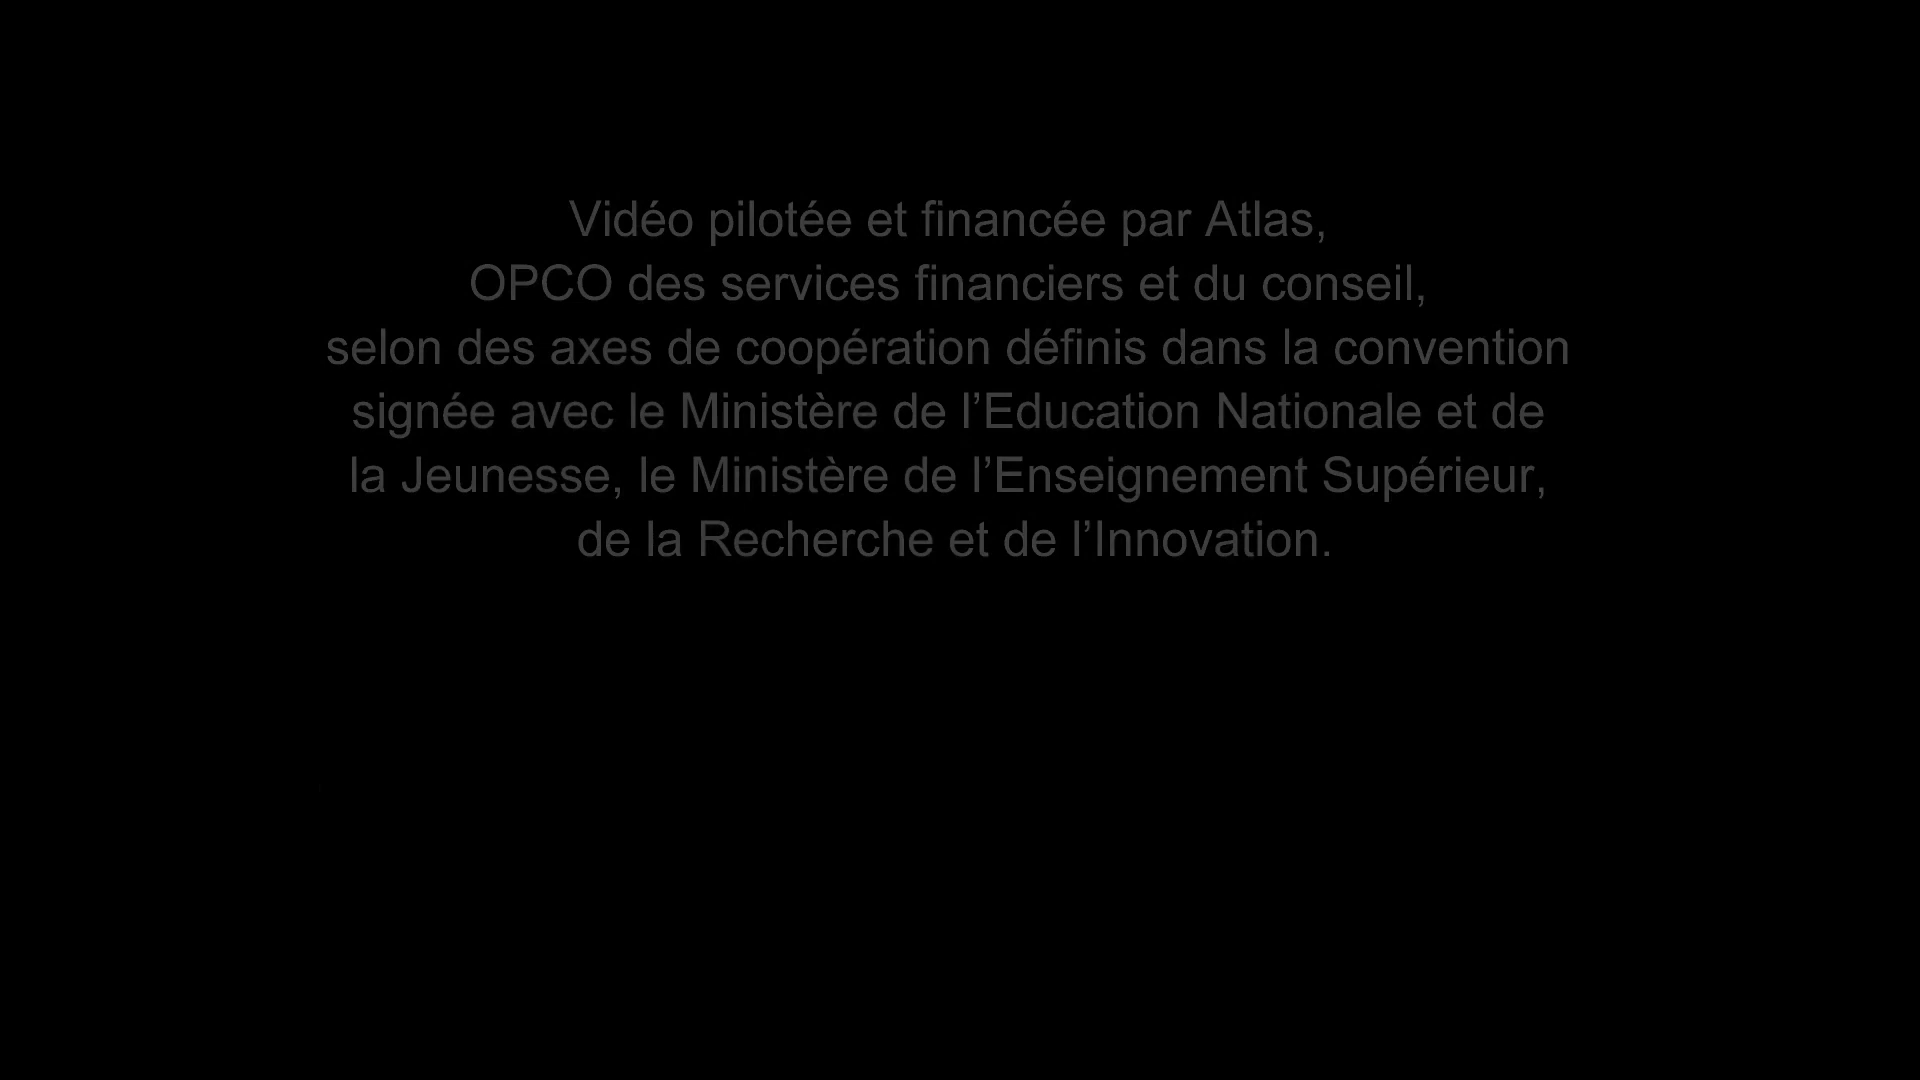 Vidéo pilotée et financée par Atlas,
OPCO des services financiers et du conseil,
selon des axes de coopération définis dans la convention
signée avec le Ministère de l’Education Nationale et de
la Jeunesse, le Ministère de l’Enseignement Supérieur,
de la Recherche et de l’Innovation.